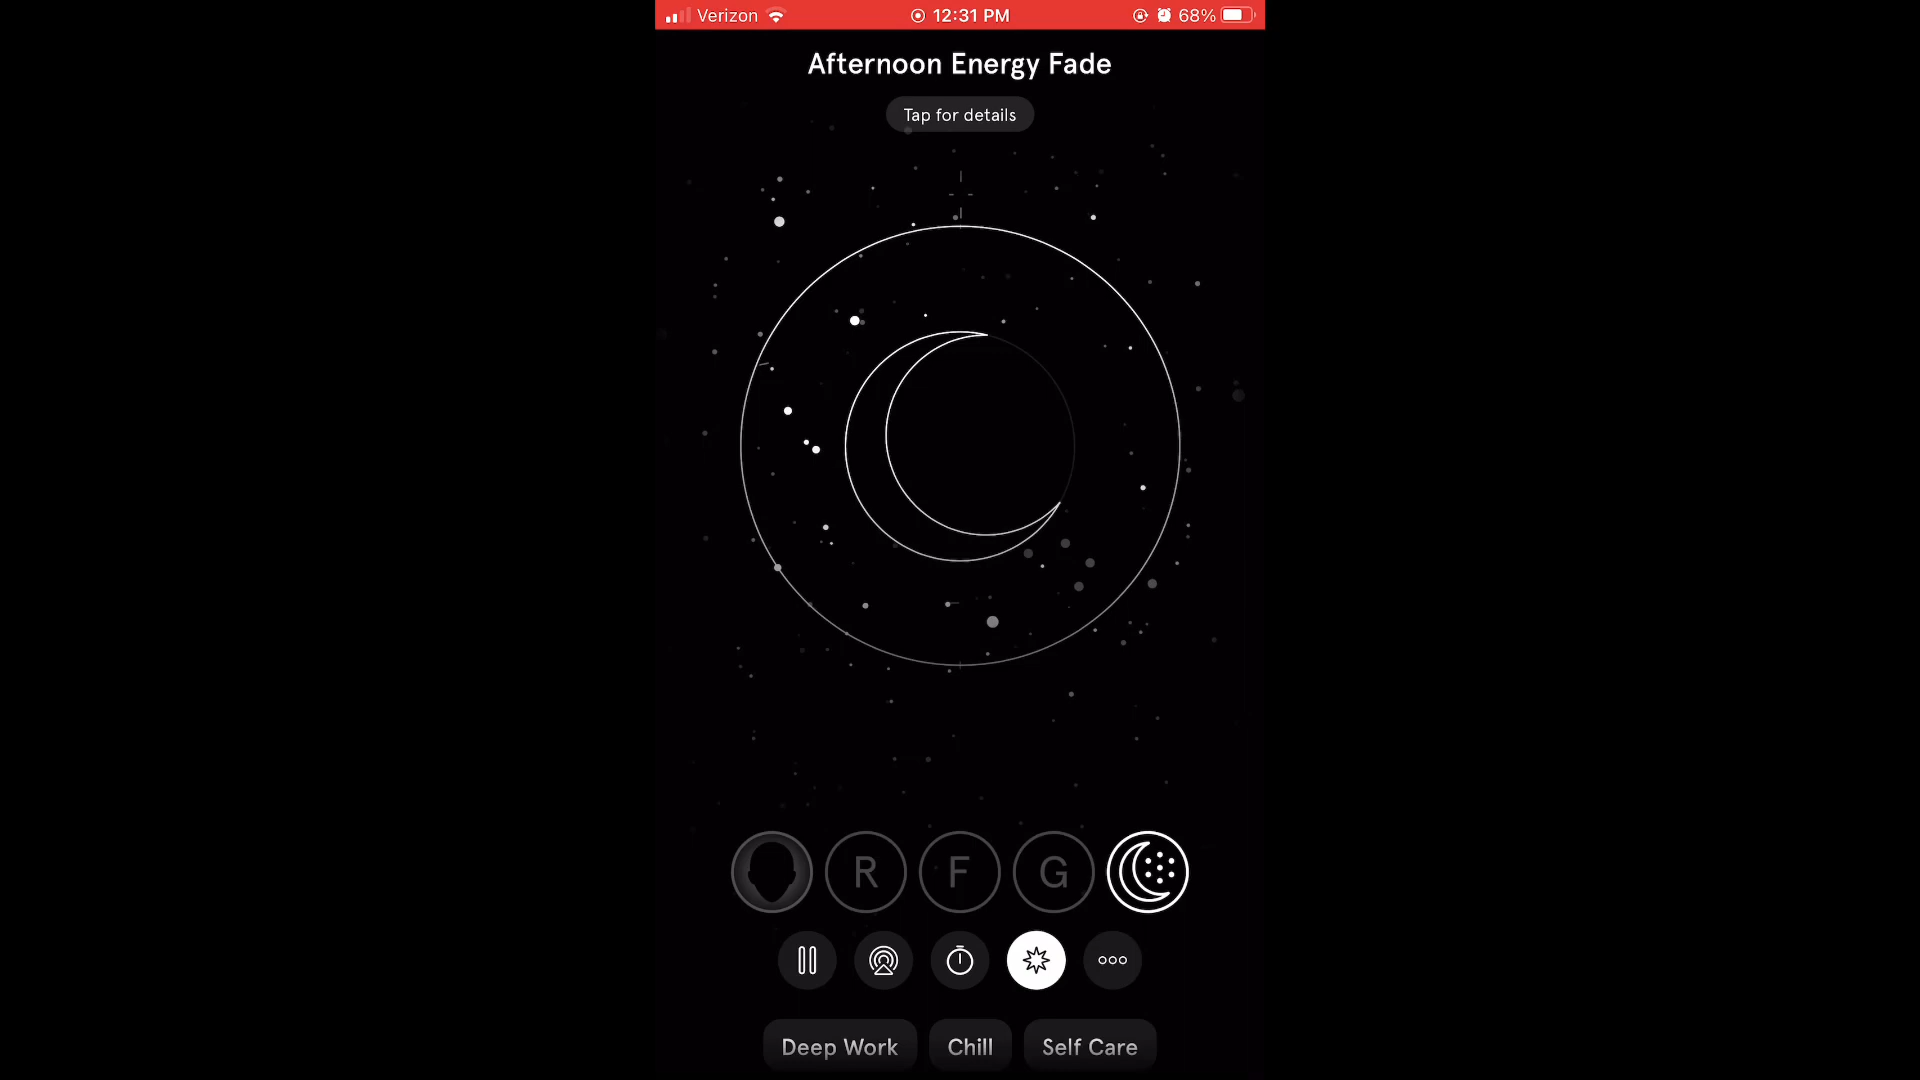 Verizon 12:31 PM 68%
Afternoon Energy Fade
Tap for details
R F G
Deep Work Chill Self Care